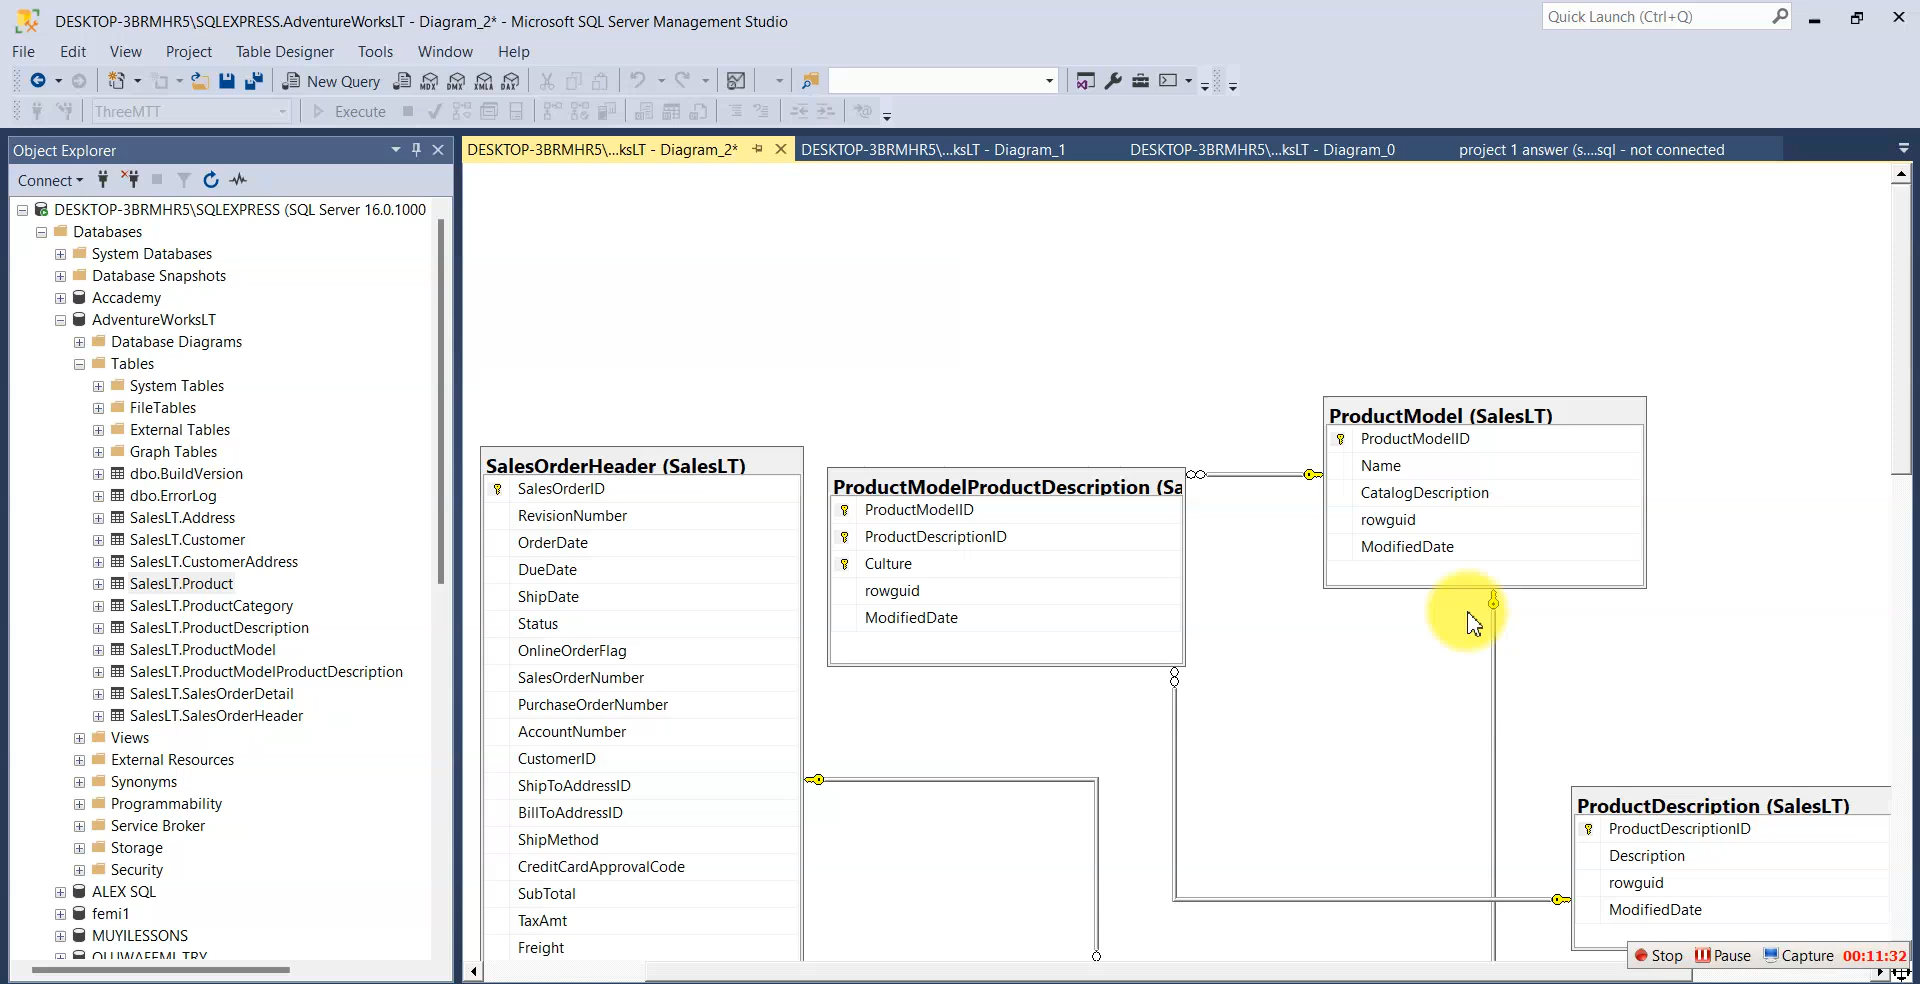 DESKTOP-3BRMHR5\SQLEXPRESS.AdventureWorksLT - Diagram_2* - Microsoft SQL Server Management Studio
Quick Launch (Ctrl+Q)
File Edit View Project Table Designer Tools Window Help
New Query MDX DMX XMLA DAX
ThreeMTT Execute
Object Explorer
DESKTOP-3BRMHR5\...ksLT - Diagram_2* DESKTOP-3BRMHR5\...ksLT - Diagram_1 DESKTOP-3BRMHR5\...ksLT - Diagram_0 project 1 answer (s....sql - not connected
Connect
DESKTOP-3BRMHR5\SQLEXPRESS (SQL Server 16.0.1000
Databases
System Databases
Database Snapshots
Accademy
AdventureWorksLT
Database Diagrams
Tables
System Tables
FileTables
External Tables
Graph Tables
dbo.BuildVersion
dbo.ErrorLog
SalesLT.Address
SalesLT.Customer
SalesLT.CustomerAddress
SalesLT.Product
SalesLT.ProductCategory
SalesLT.ProductDescription
SalesLT.ProductModel
SalesLT.ProductModelProductDescription
SalesLT.SalesOrderDetail
SalesLT.SalesOrderHeader
Views
External Resources
Synonyms
Programmability
Service Broker
Storage
Security
ALEX SQL
femi1
MUYILESSONS
OLUWAFEMI TRY
SalesOrderHeader (SalesLT)
SalesOrderID
RevisionNumber
OrderDate
DueDate
ShipDate
Status
OnlineOrderFlag
SalesOrderNumber
PurchaseOrderNumber
AccountNumber
CustomerID
ShipToAddressID
BillToAddressID
ShipMethod
CreditCardApprovalCode
SubTotal
TaxAmt
Freight
ProductModelProductDescription (Sa
ProductModelID
ProductDescriptionID
Culture
rowguid
ModifiedDate
ProductModel (SalesLT)
ProductModelID
Name
CatalogDescription
rowguid
ModifiedDate
ProductDescription (SalesLT)
ProductDescriptionID
Description
rowguid
ModifiedDate
Stop Pause Capture 00:11:32